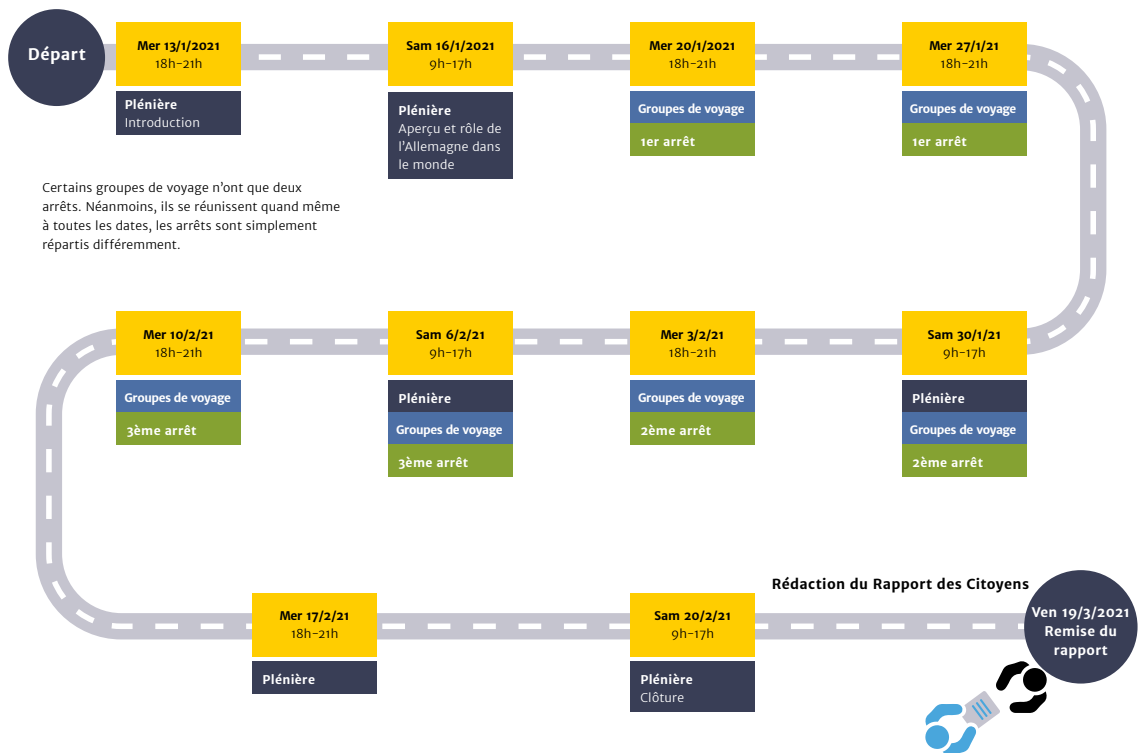 Départ
Mer 13/1/2021
18h-21h
Plénière
Introduction
Sam 16/1/2021
9h-17h
Plénière
Aperçu et rôle de
l'Allemagne dans
le monde
Mer 20/1/2021
18h-21h
Groupes de voyage
1er arrêt
Mer 27/1/21
18h-21h
Groupes de voyage
1er arrêt
Certains groupes de voyage n'ont que deux
arrêts. Néanmoins, ils se réunissent quand même
à toutes les dates, les arrêts sont simplement
répartis différemment.
Mer 10/2/21
18h-21h
Groupes de voyage
3ème arrêt
Sam 6/2/21
9h-17h
Plénière
Groupes de voyage
3ème arrêt
Mer 3/2/21
18h-21h
Groupes de voyage
2ème arrêt
Sam 30/1/21
9h-17h
Plénière
Groupes de voyage
2ème arrêt
Mer 17/2/21
18h-21h
Plénière
Sam 20/2/21
9h-17h
Plénière
Clôture
Rédaction du Rapport des Citoyens
Ven 19/3/2021
Remise du
rapport